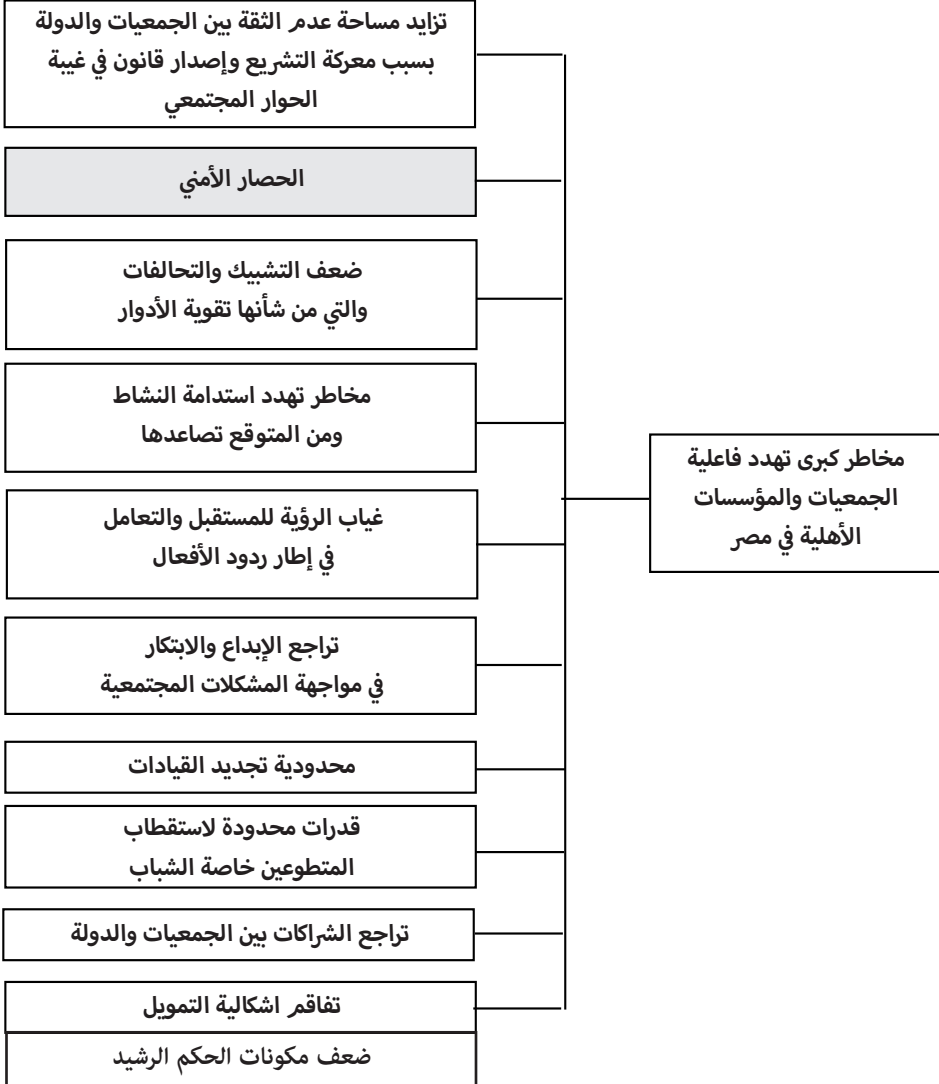 تزايد مساحة عدم الثقة بين الجمعيات والدولة
بسبب معركة التشريع وإصدار قانون في غيبة
الحوار المجتمعي
الحصار الأمني
ضعف التشبيك والتحالفات
والتي من شأنها تقوية الأدوار
مخاطر تهدد استدامة النشاط
ومن المتوقع تصاعدها
غياب الرؤية للمستقبل والتعامل
في إطار ردود الأفعال
تراجع الإبداع والابتكار
في مواجهة المشكلات المجتمعية
محدودية تجديد القيادات
قدرات محدودة لاستقطاب
المتطوعين خاصة الشباب
تراجع الشراكات بين الجمعيات والدولة
تفاقم اشكالية التمويل
ضعف مكونات الحكم الرشيد
مخاطر كبرى تهدد فاعلية
الجمعيات والمؤسسات
الأهلية في مصر